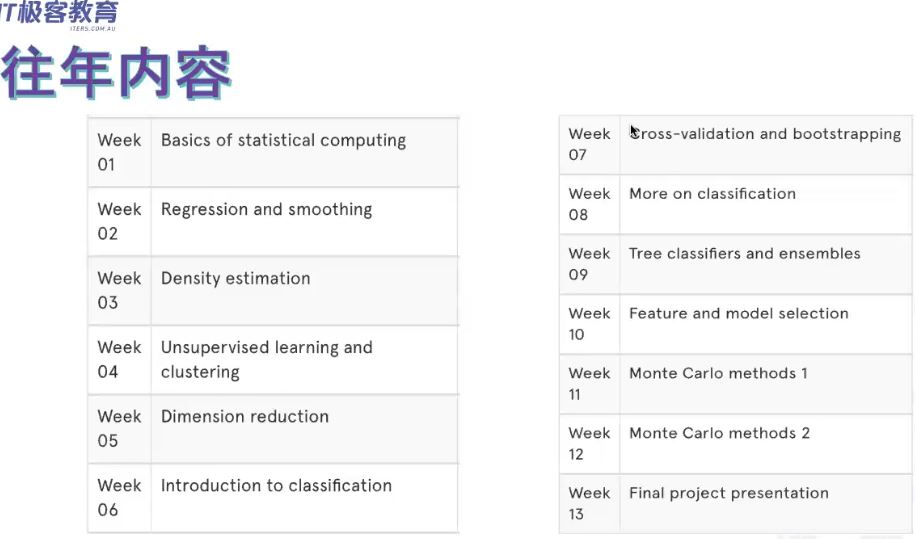 IT极客教育
ITERS.COM.AU
往年内容
Week
01
Basics of statistical computing
Week
02
Regression and smoothing
Week
03
Density estimation
Week
04
Unsupervised learning and
clustering
Week
05
Dimension reduction
Week
06
Introduction to classification
Week
07
Cross-validation and bootstrapping
Week
08
More on classification
Week
09
Tree classifiers and ensembles
Week
10
Feature and model selection
Week
11
Monte Carlo methods 1
Week
12
Monte Carlo methods 2
Week
13
Final project presentation